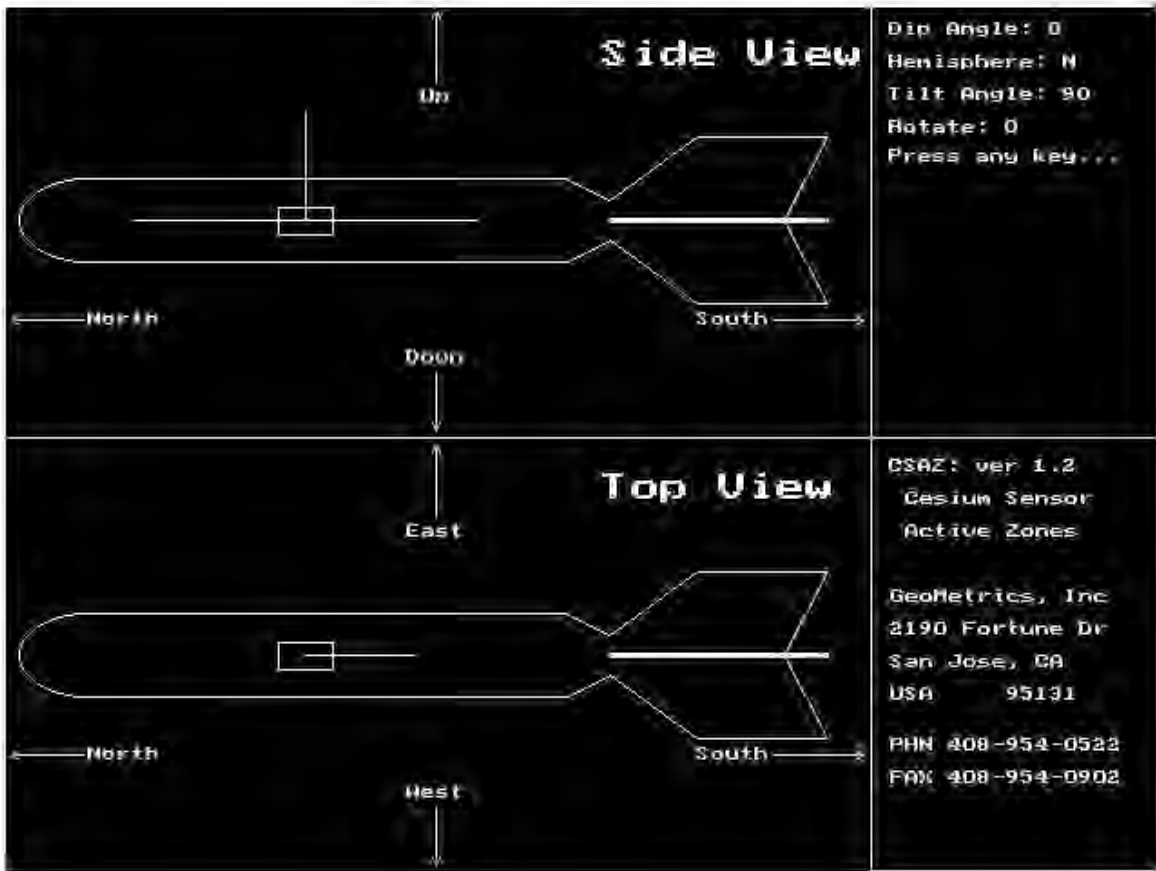 Side View
Up
North
South
Down
Dip Angle: 0
Hemisphere: N
Tilt Angle: 90
Rotate: 0
Press any key...
Top View
East
North
South
West
CSAZ: ver 1.2
Cesium Sensor
Active Zones
GeoMetrics, Inc
2190 Fortune Dr
San Jose, CA
USA 95131
PHN 408-954-0522
FAX 408-954-0902